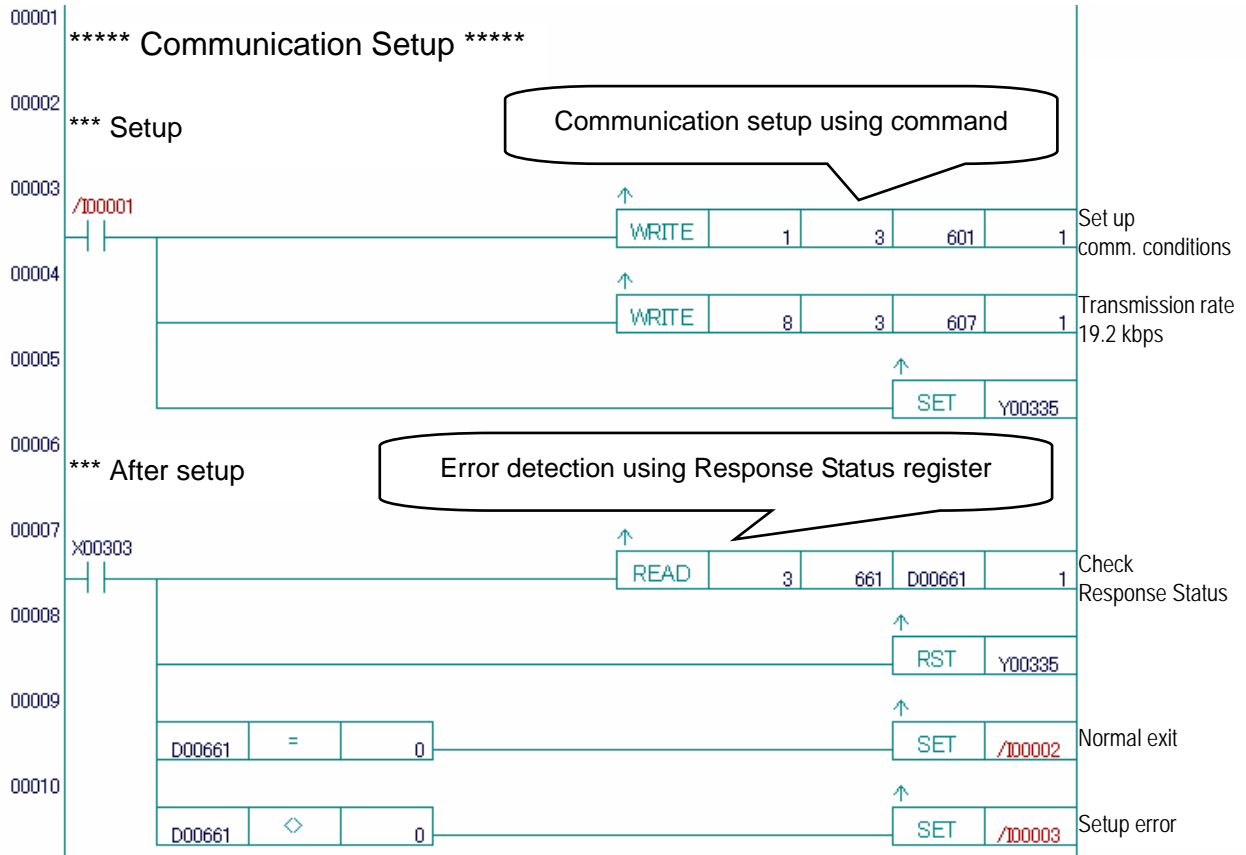 00001
***** Communication Setup *****
00002
*** Setup
Communication setup using command
00003
/I00001
↑
WRITE 1 3 601 1
Set up
comm. conditions
00004
↑
WRITE 8 3 607 1
Transmission rate
19.2 kbps
00005
↑
SET Y00335
00006
*** After setup
Error detection using Response Status register
00007
X00303
↑
READ 3 661 D00661 1
Check
Response Status
00008
↑
RST Y00335
00009
↑
D00661 = 0 SET /I00002 Normal exit
00010
↑
D00661 <> 0 SET /I00003 Setup error